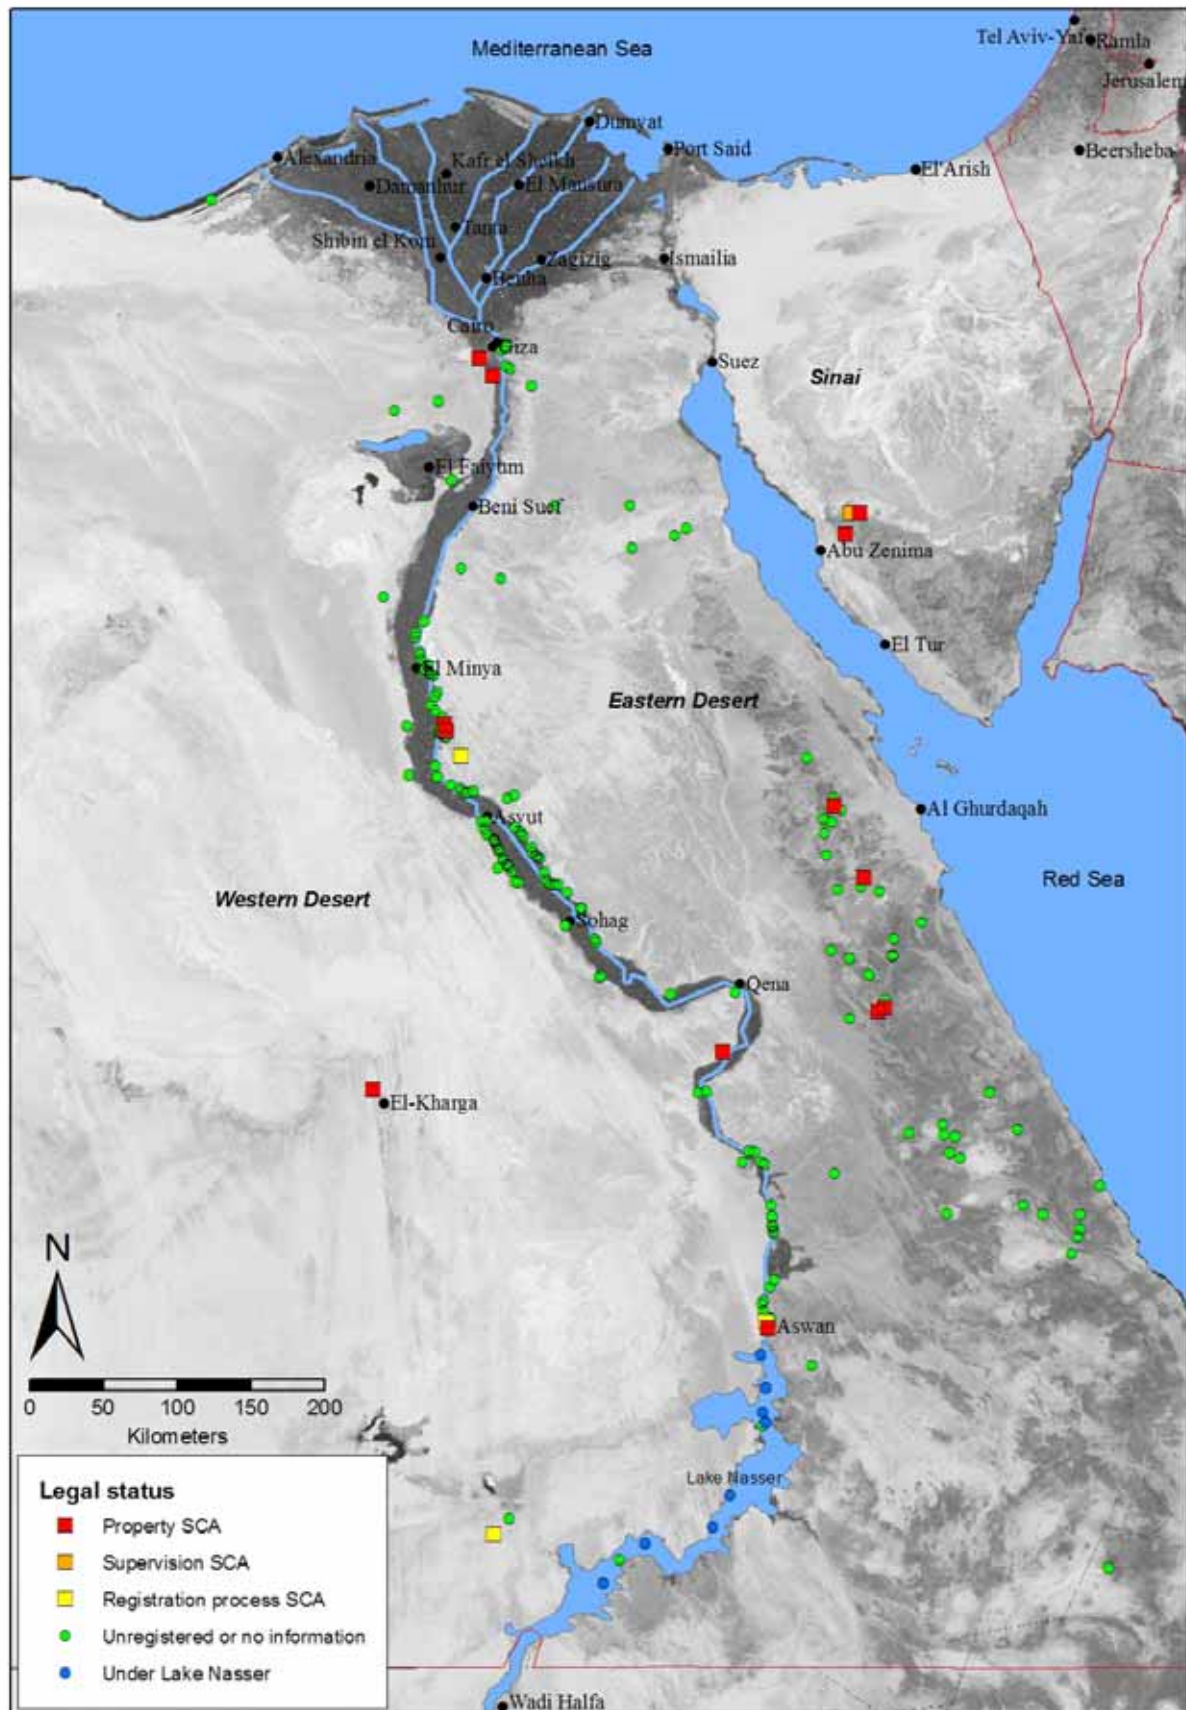 Mediterranean Sea
Tel Aviv-Yaf
Ramla
Jerusalem
Dumyat
Port Said
Beersheba
Alexandria
Kafr el Sheikh
El'Arish
Damanhur
El Mansura
Tanta
Shibin el Kom
Zagizig
Ismailia
Benha
Cairo
Giza
Suez
Sinai
El Faiyum
Beni Suef
Abu Zenima
El Tur
El Minya
Eastern Desert
Asyut
Al Ghurdaqah
Red Sea
Western Desert
Sohag
Qena
El-Kharga
N
Aswan
0 50 100 150 200
Kilometers
Lake Nasser
Legal status
Property SCA
Supervision SCA
Registration process SCA
Unregistered or no information
Under Lake Nasser
Wadi Halfa